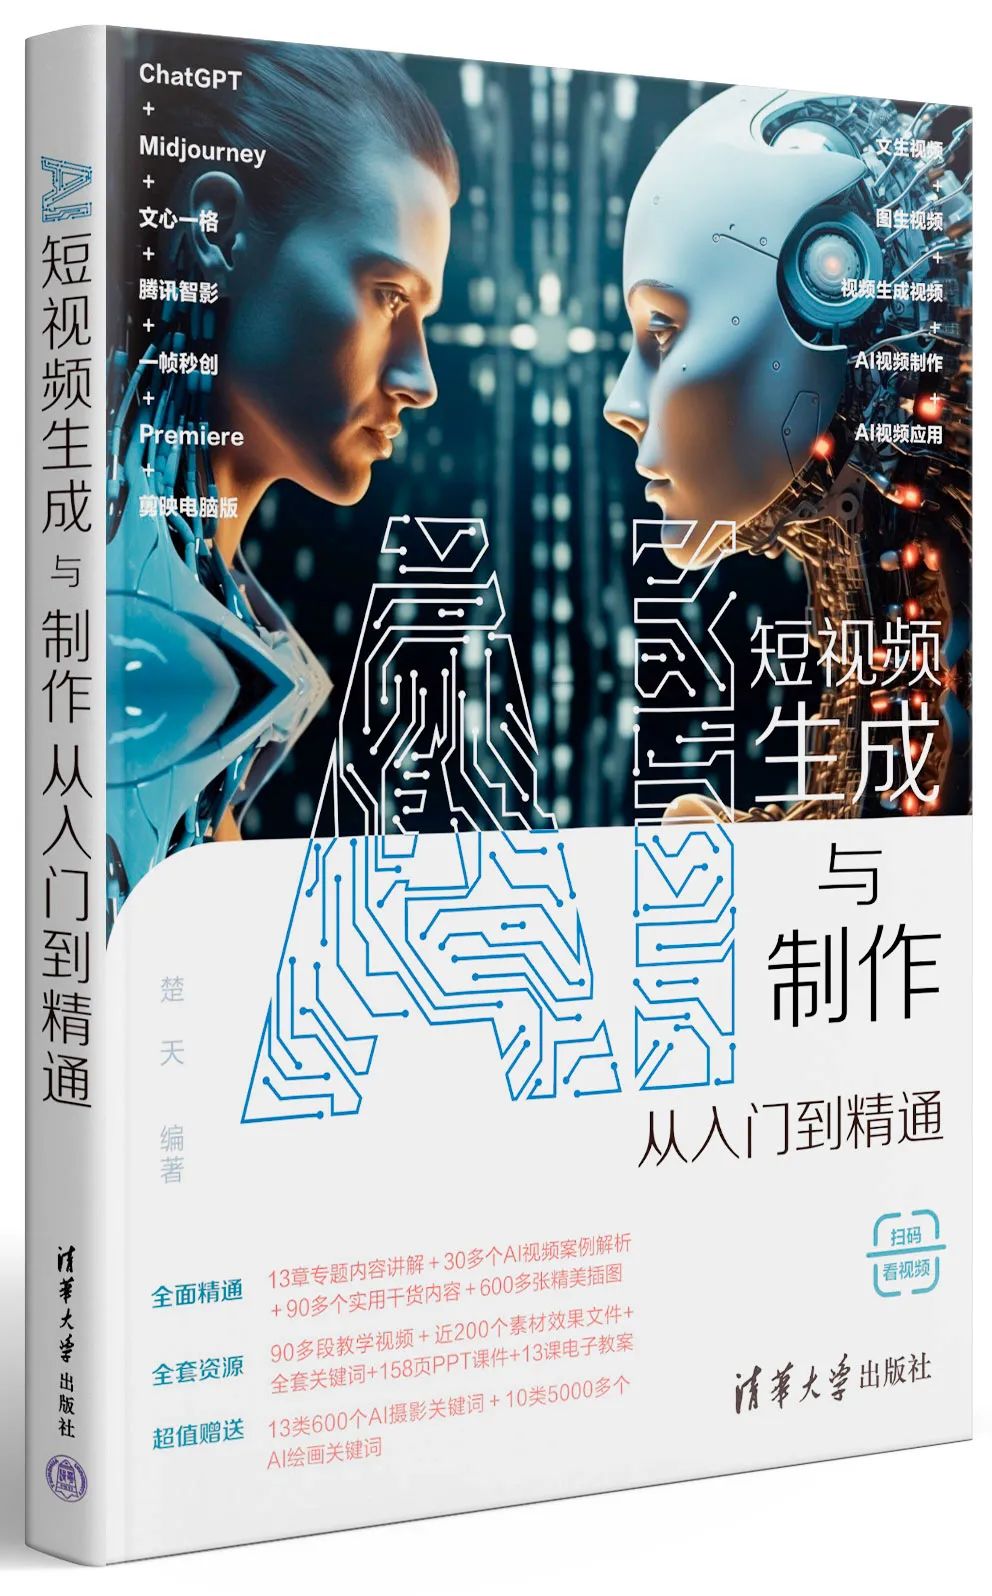 AI短视频生成与制作从入门到精通
清华大学出版社
ChatGPT
+
Midjourney
+
文心一格
+
腾讯智影
+
一帧秒创
+
Premiere
+
剪映电脑版
文生视频
+
图生视频
+
视频生成视频
+
AI视频制作
+
AI视频应用
AI
短视频
生成
与
制作
从入门到精通
楚天 编著
全面精通
13章专题内容讲解+30多个AI视频案例解析
+90多个实用干货内容+600多张精美插图
全套资源
90多段教学视频+近200个素材效果文件+
全套关键词+158页PPT课件+13课电子教案
超值赠送
13类600个AI摄影关键词+10类5000多个
AI绘画关键词
扫码
看视频
清华大学出版社